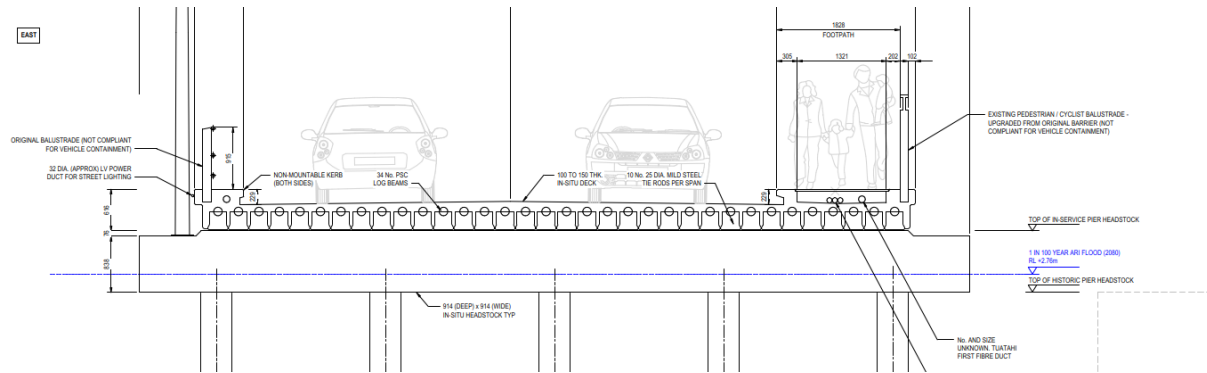 EAST
1828
FOOTPATH
305
1321
202
102
ORIGINAL BALUSTRADE (NOT COMPLIANT
FOR VEHICLE CONTAINMENT)
32 DIA. (APPROX) LV POWER
DUCT FOR STREET LIGHTING
915
NON-MOUNTABLE KERB
(BOTH SIDES)
229
34 No. PSC
LOG BEAMS
100 TO 150 THK
IN-SITU DECK
10 No. 25 DIA. MILD STEEL
TIE RODS PER SPAN
229
EXISTING PEDESTRIAN / CYCLIST BALUSTRADE -
UPGRADED FROM ORIGINAL BARRIER (NOT
COMPLIANT FOR VEHICLE CONTAINMENT)
616
76
838
TOP OF IN-SERVICE PIER HEADSTOCK
1 IN 100 YEAR ARI FLOOD (2080)
RL +2.76m
TOP OF HISTORIC PIER HEADSTOCK
914 (DEEP) x 914 (WIDE)
IN-SITU HEADSTOCK TYP
No. AND SIZE
UNKNOWN. TUATAHI
FIRST FIBRE DUCT